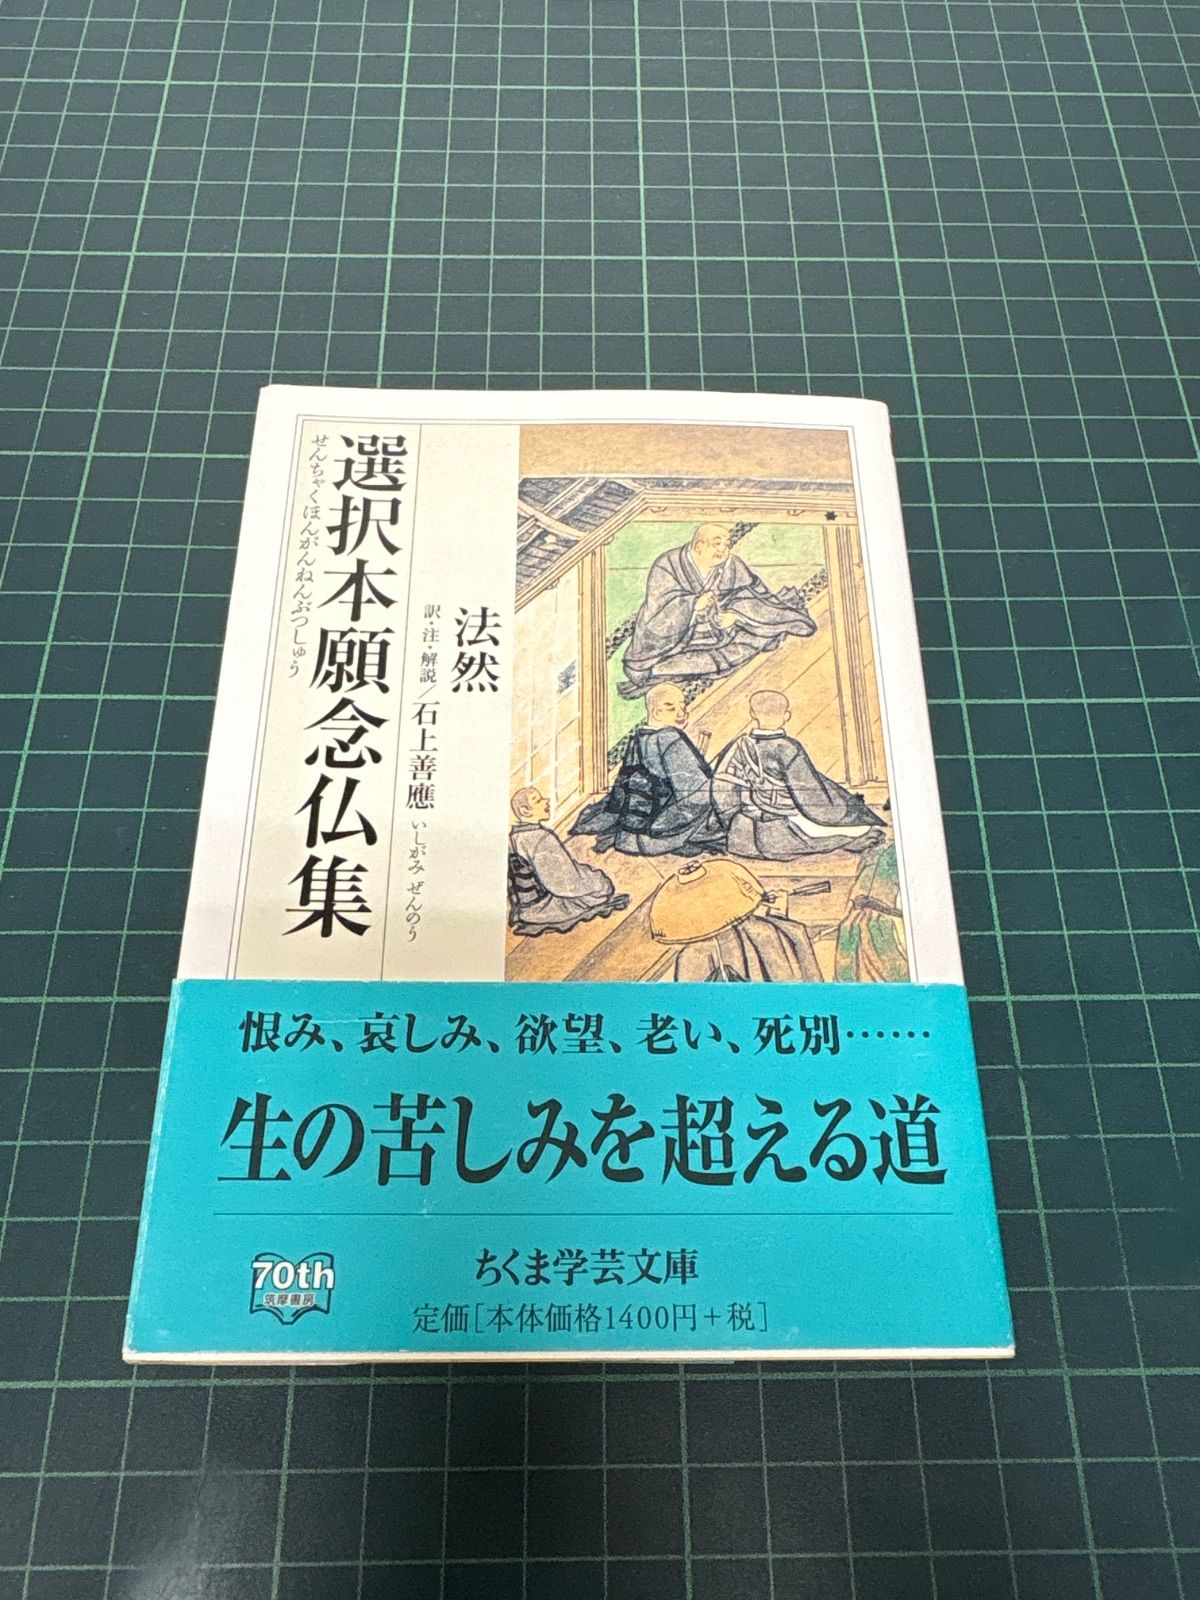 法然
訳・注・解説／石上善應 いしがみ ぜんのう
選択本願念仏集
せんちゃくほんがんねんぶつしゅう
恨み、哀しみ、欲望、老い、死別……
生の苦しみを超える道
ちくま学芸文庫
70th
筑摩書房
定価[本体価格1400円+税]